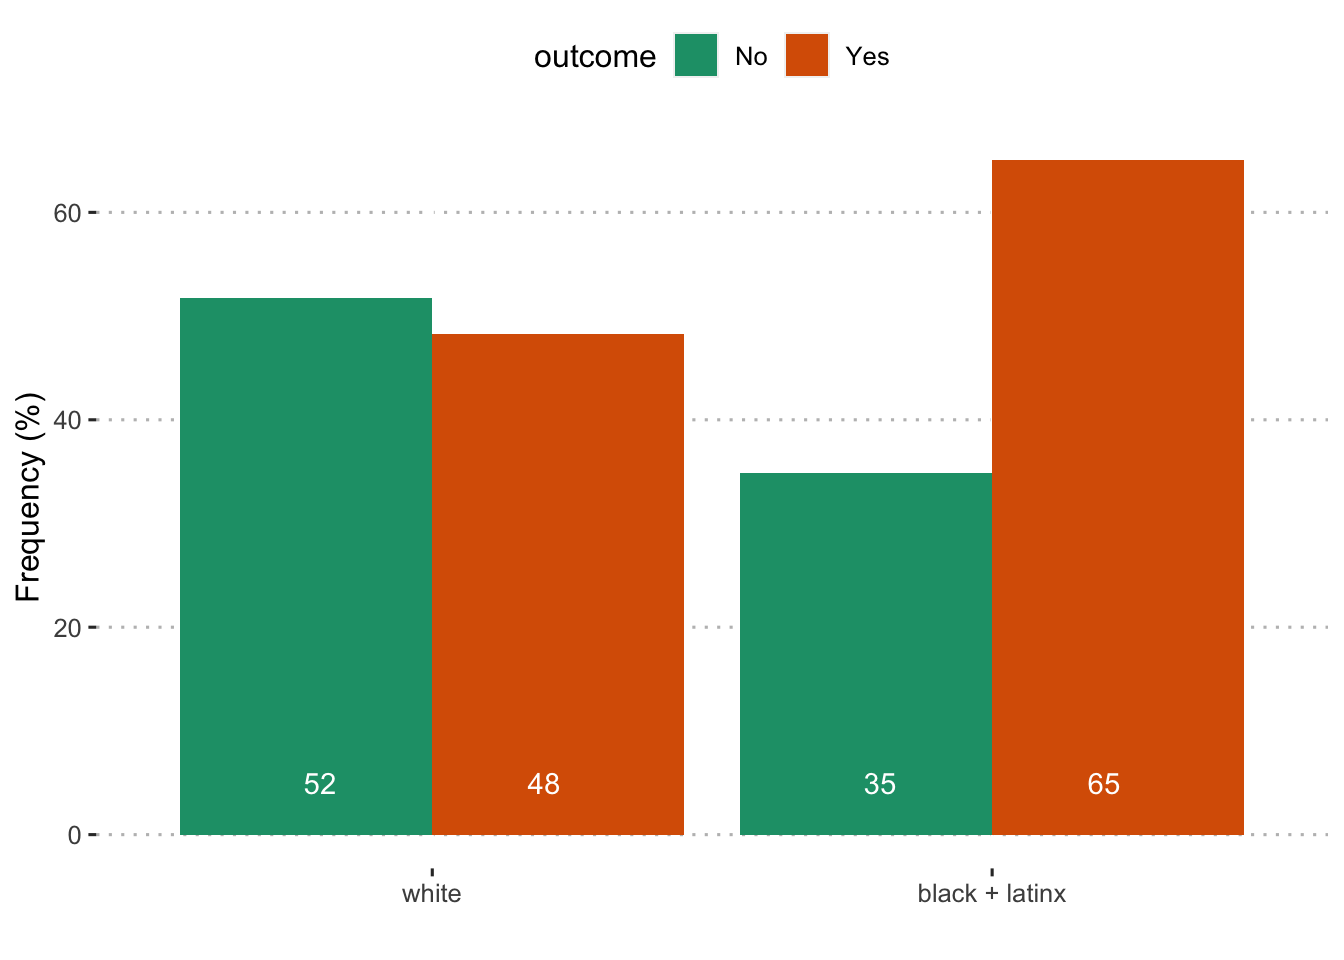 outcome No Yes
60
40
20
0
Frequency (%)
52 48 35 65
white black + latinx